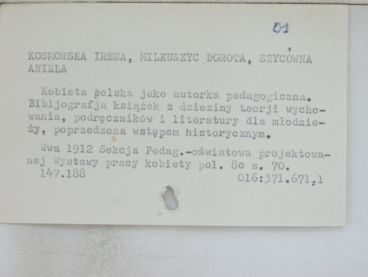 01
KOSMOWSKA IRENA, MILKUSZYC DOROTA, SZYCÓWNA
ANIELA
Kobieta polska jako autorka pedagogiczna.
Bibljografja książek z dzieziny teorji wycho-
wania, podręczników i literatury dla młodzie-
ży, poprzedzona wstępem historycznym.
Wwa 1912 Sekcja Pedag.-oświatowa projektowa-
nej Wystawy pracy kobiety pol. 8o s. 70.
147.188 016:371.671,1